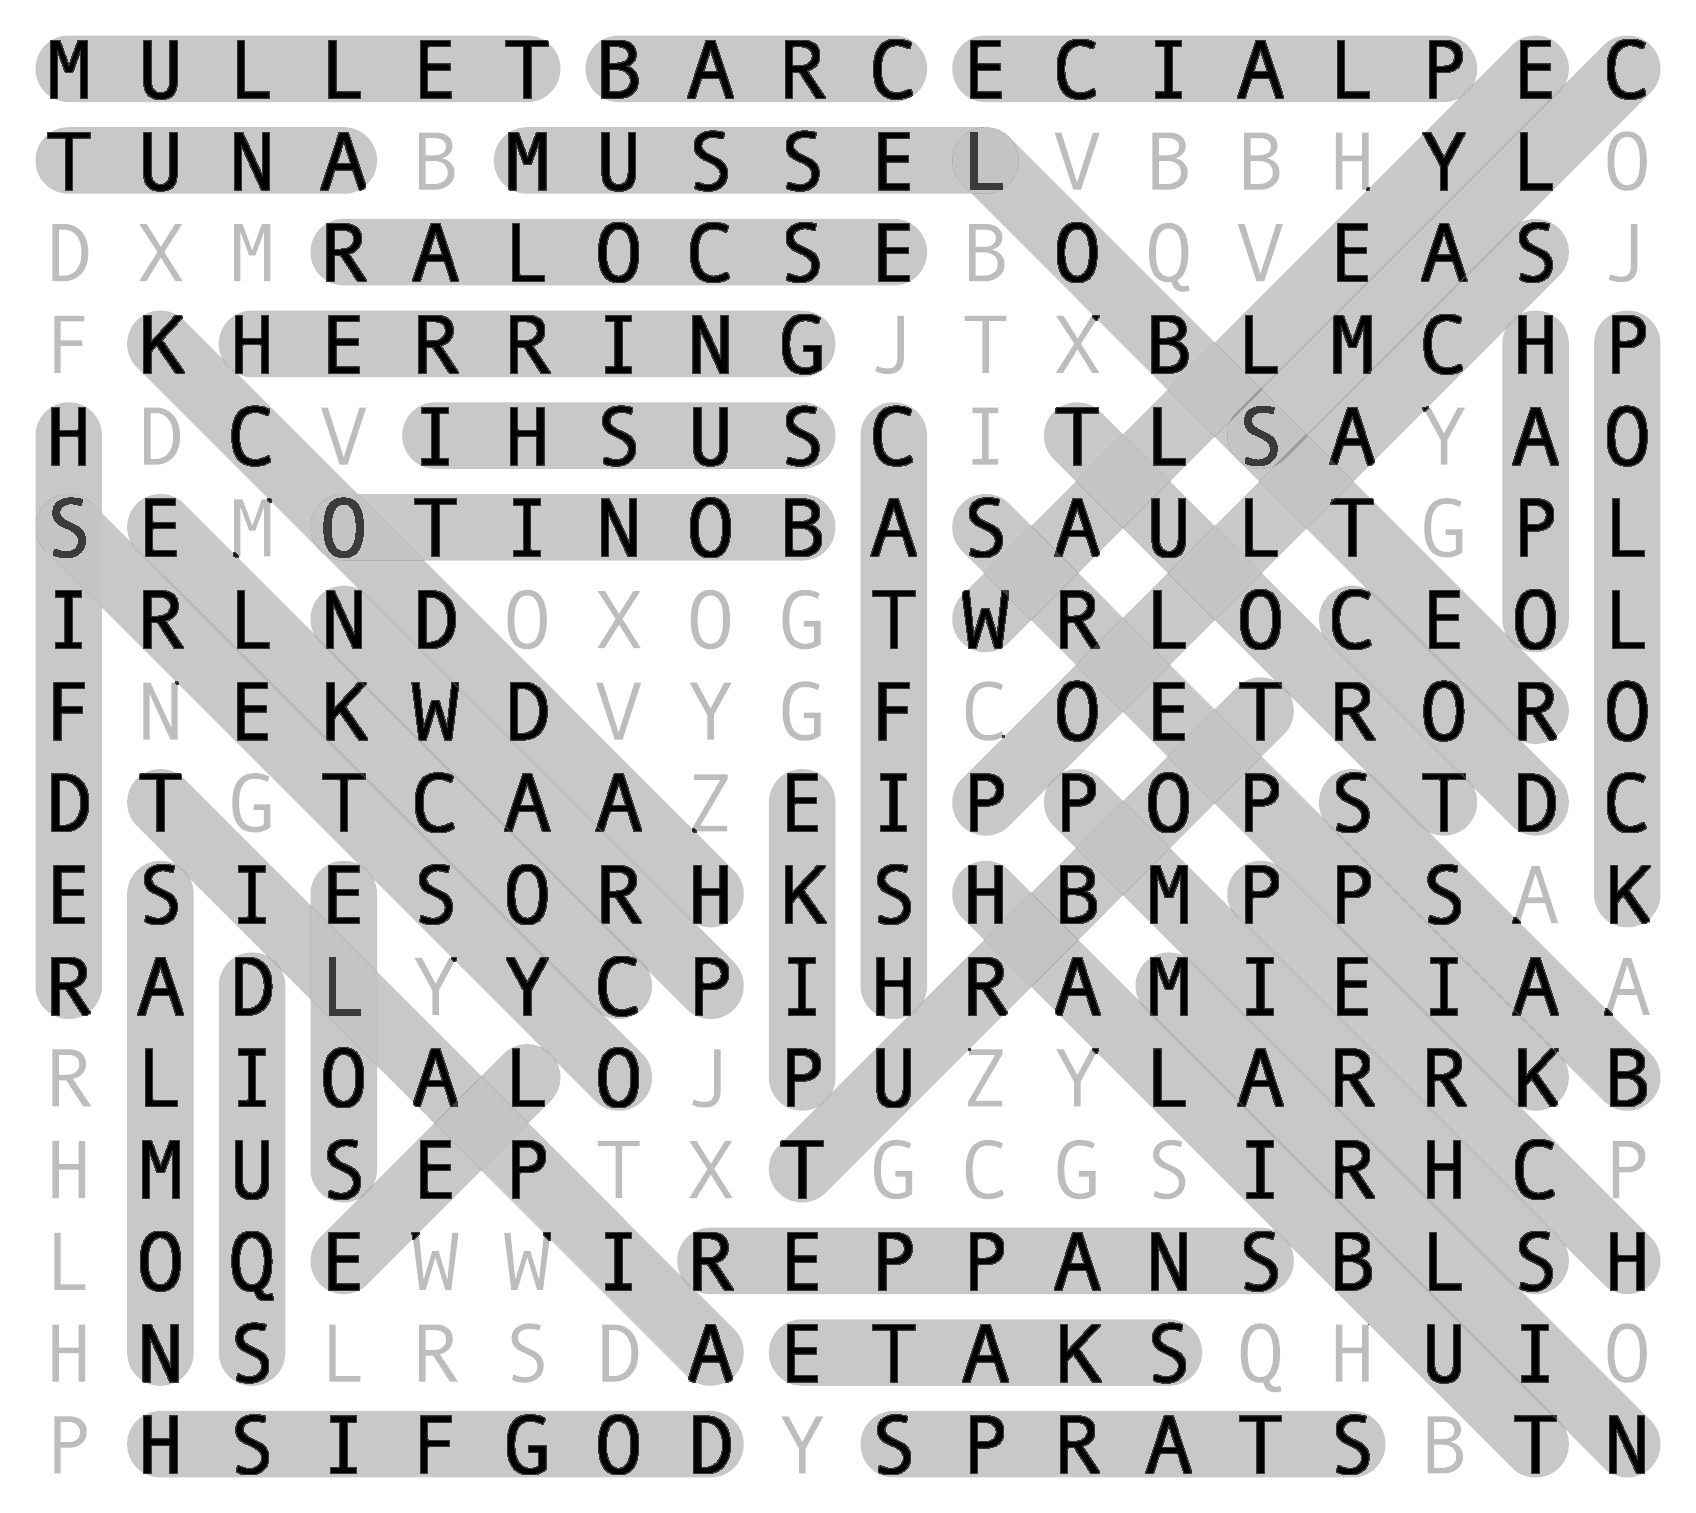 M U L L E T B A R C E C I A L P E C
T U N A B M U S S E L V B B H Y L O
D X M R A L O C S E B O Q V E A S J
F K H E R R I N G J T X B L M C H P
H D C V I H S U S C I T L S A Y A O
S E M O T I N O B A S A U L T G P L
I R L N D O X O G T W R L O C E O L
F N E K W D V Y G F C O E T R O R O
D T G T C A A Z E I P P O P S T D C
E S I E S O R H K S H B M P P S A K
R A D L Y Y C P I H R A M I E I A A
R L I O A L O J P U Z Y L A R R K B
H M U S E P T X T G C G S I R H C P
L O Q E W W I R E P P A N S B L S H
H N S L R S D A E T A K S Q H U I O
P H S I F G O D Y S P R A T S B T N